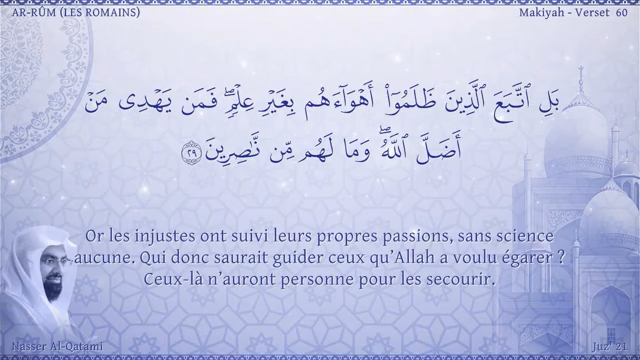 AR-RŪM (LES ROMAINS)
Makiyah - Verset 60
بَلِ ٱتَّبَعَ ٱلَّذِينَ ظَلَمُوٓا۟ أَهْوَآءَهُم بِغَيْرِ عِلْمٍۢ ۖ فَمَن يَهْدِى مَنْ
أَضَلَّ ٱللَّهُ ۖ وَمَا لَهُم مِّن نَّـٰصِرِينَ ٢٩
Or les injustes ont suivi leurs propres passions, sans science
aucune. Qui donc saurait guider ceux qu’Allah a voulu égarer ?
Ceux-là n’auront personne pour les secourir.
Nasser Al-Qatami
Juz' 21